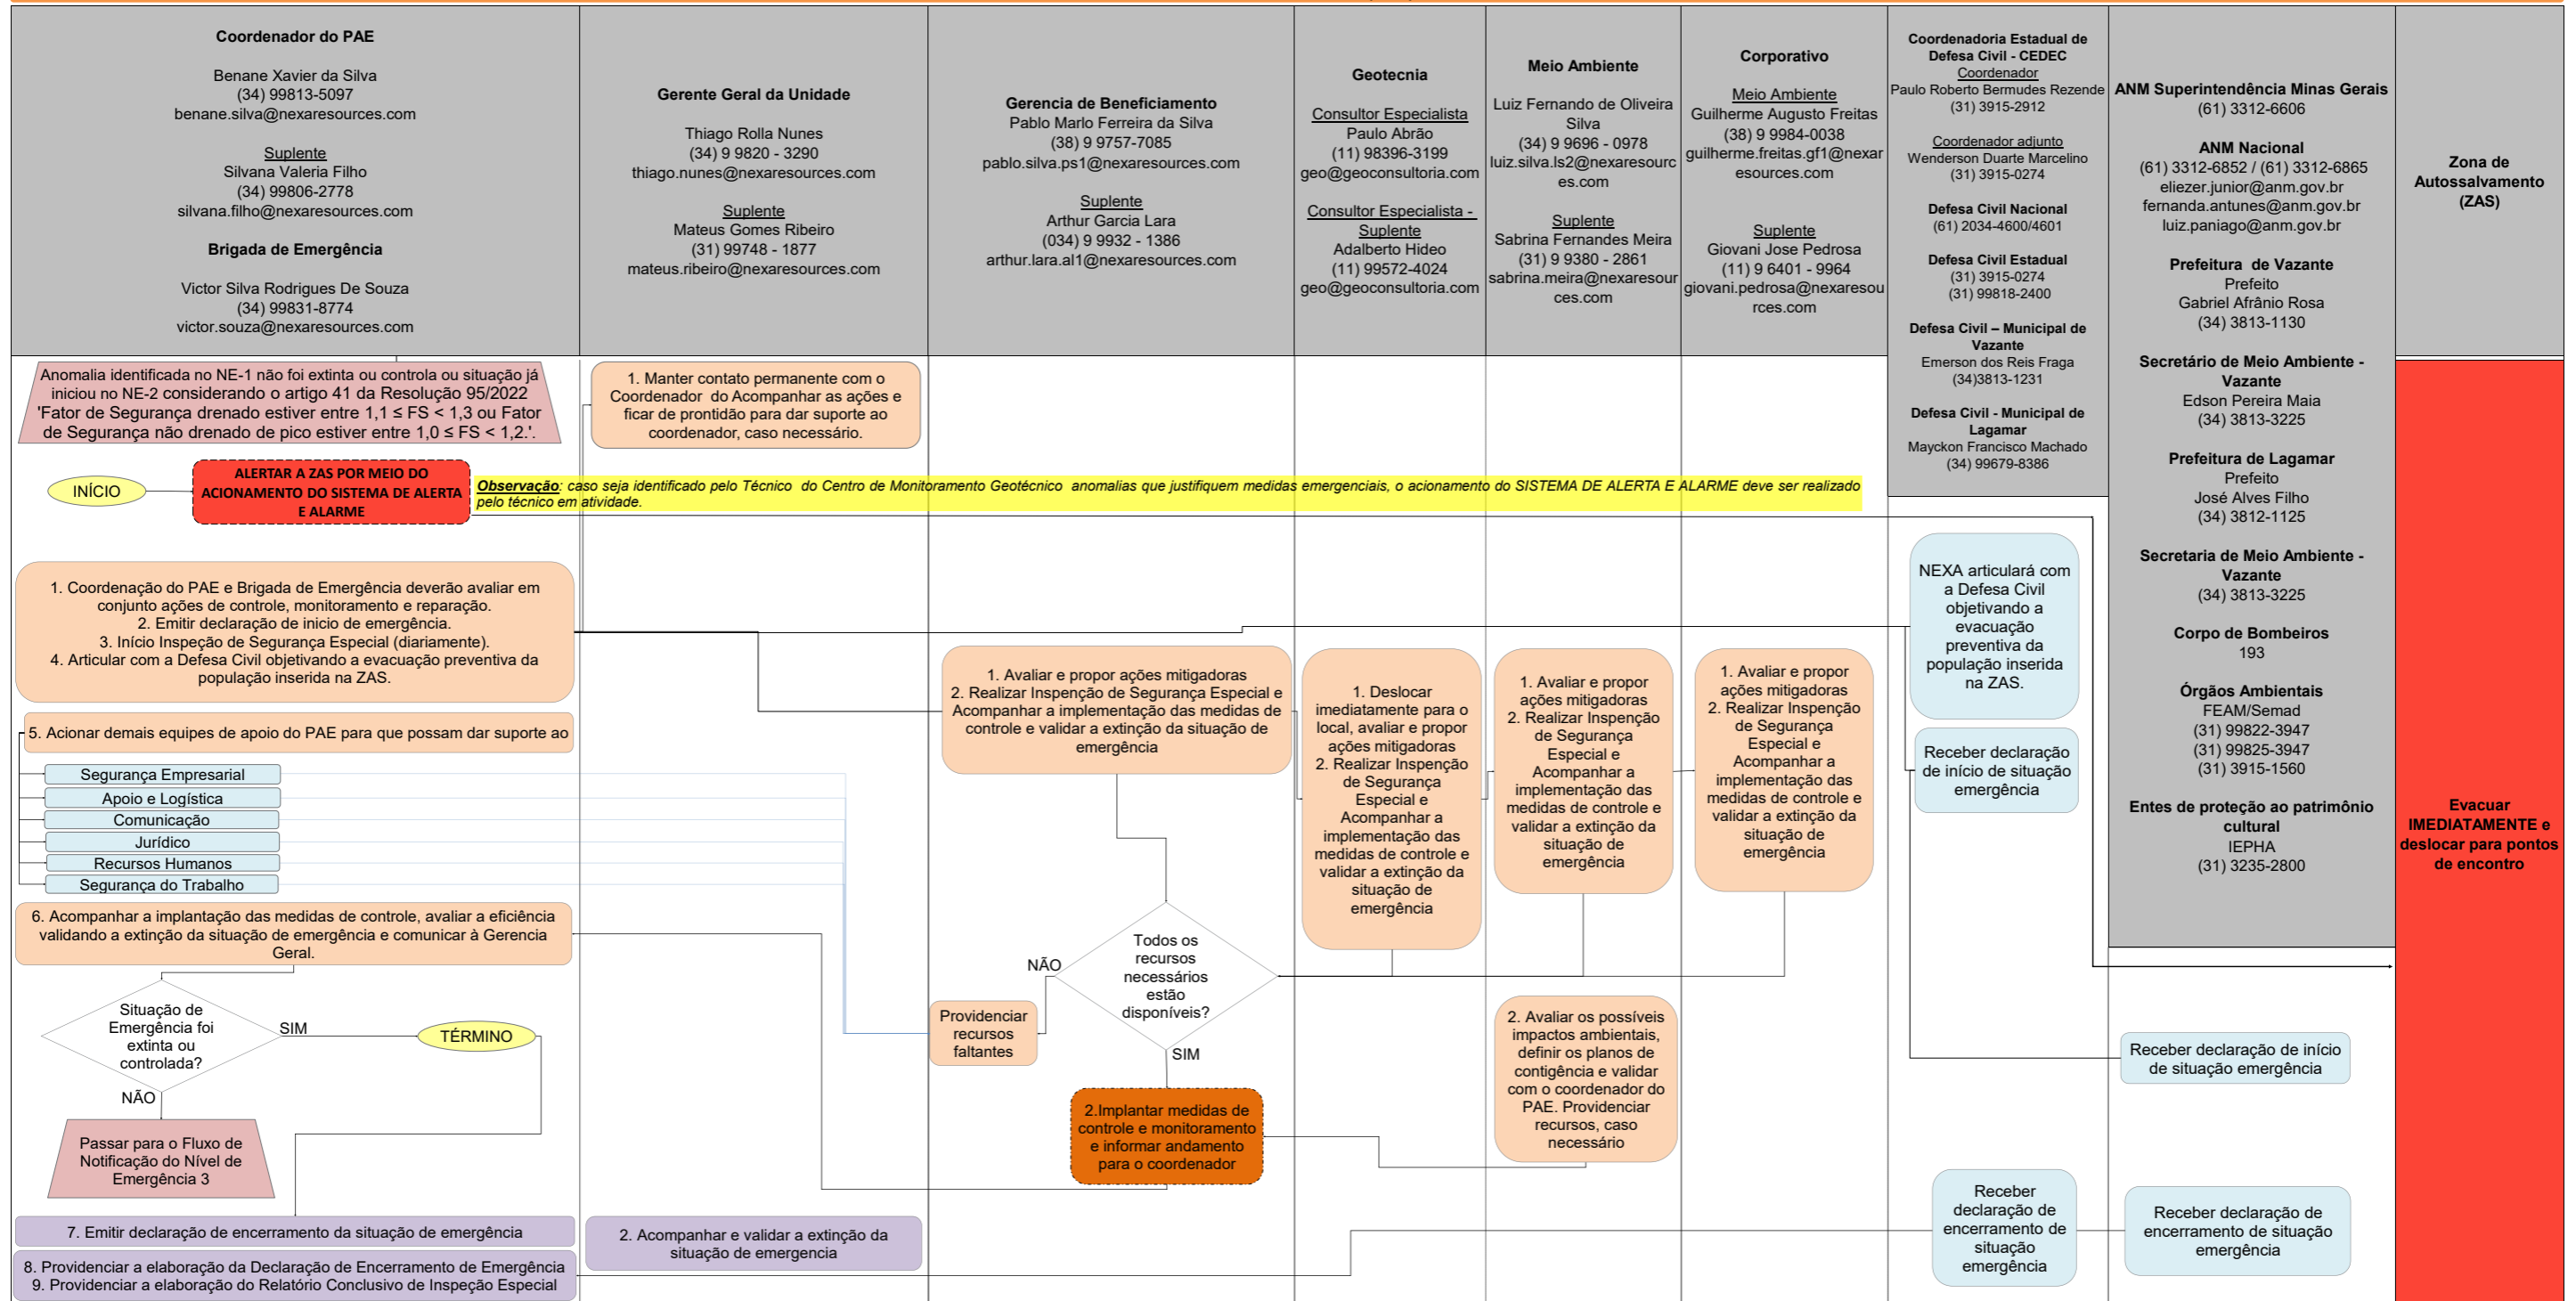 Coordenador do PAE
Benane Xavier da Silva
(34) 99813-5097
benane.silva@nexaresources.com
Suplente
Silvana Valeria Filho
(34) 99806-2778
silvana.filho@nexaresources.com
Brigada de Emergência
Victor Silva Rodrigues De Souza
(34) 99831-8774
victor.souza@nexaresources.com
Gerente Geral da Unidade
Thiago Rolla Nunes
(34) 9 9820 - 3290
thiago.nunes@nexaresources.com
Suplente
Mateus Gomes Ribeiro
(31) 99748 - 1877
mateus.ribeiro@nexaresources.com
Gerencia de Beneficiamento
Pablo Marlo Ferreira da Silva
(38) 9 9757-7085
pablo.silva.ps1@nexaresources.com
Suplente
Arthur Garcia Lara
(034) 9 9932 - 1386
arthur.lara.al1@nexaresources.com
Geotecnia
Consultor Especialista
Paulo Abrão
(11) 98396-3199
geo@geoconsultoria.com
Consultor Especialista -
Suplente
Adalberto Hideo
(11) 99572-4024
geo@geoconsultoria.com
Meio Ambiente
Luiz Fernando de Oliveira
Silva
(34) 9 9696 - 0978
luiz.silva.ls2@nexaresourc
es.com
Suplente
Sabrina Fernandes Meira
(31) 9 9380 - 2861
sabrina.meira@nexaresour
ces.com
Corporativo
Meio Ambiente
Guilherme Augusto Freitas
(38) 9 9984-0038
guilherme.freitas.gf1@nexar
esources.com
Suplente
Giovani Jose Pedrosa
(11) 9 6401 - 9964
giovani.pedrosa@nexaresou
rces.com
Coordenadoria Estadual de
Defesa Civil - CEDEC
Coordenador
Paulo Roberto Bermudes Rezende
(31) 3915-2912
Coordenador adjunto
Wenderson Duarte Marcelino
(31) 3915-0274
Defesa Civil Nacional
(61) 2034-4600/4601
Defesa Civil Estadual
(31) 3915-0274
(31) 99818-2400
Defesa Civil – Municipal de
Vazante
Emerson dos Reis Fraga
(34)3813-1231
Defesa Civil - Municipal de
Lagamar
Mayckon Francisco Machado
(34) 99679-8386
ANM Superintendência Minas Gerais
(61) 3312-6606
ANM Nacional
(61) 3312-6852 / (61) 3312-6865
eliezer.junior@anm.gov.br
fernanda.antunes@anm.gov.br
luiz.paniago@anm.gov.br
Prefeitura de Vazante
Prefeito
Gabriel Afrânio Rosa
(34) 3813-1130
Secretário de Meio Ambiente -
Vazante
Edson Pereira Maia
(34) 3813-3225
Prefeitura de Lagamar
Prefeito
José Alves Filho
(34) 3812-1125
Secretaria de Meio Ambiente -
Vazante
(34) 3813-3225
Corpo de Bombeiros
193
Órgãos Ambientais
FEAM/Semad
(31) 99822-3947
(31) 99825-3947
(31) 3915-1560
Entes de proteção ao patrimônio
cultural
IEPHA
(31) 3235-2800
Zona de
Autossalvamento
(ZAS)
Anomalia identificada no NE-1 não foi extinta ou controla ou situação já
iniciou no NE-2 considerando o artigo 41 da Resolução 95/2022
'Fator de Segurança drenado estiver entre 1,1 ≤ FS < 1,3 ou Fator
de Segurança não drenado de pico estiver entre 1,0 ≤ FS < 1,2.'.
1. Manter contato permanente com o
Coordenador do Acompanhar as ações e
ficar de prontidão para dar suporte ao
coordenador, caso necessário.
INÍCIO
ALERTAR A ZAS POR MEIO DO
ACIONAMENTO DO SISTEMA DE ALERTA
E ALARME
Observação: caso seja identificado pelo Técnico do Centro de Monitoramento Geotécnico anomalias que justifiquem medidas emergenciais, o acionamento do SISTEMA DE ALERTA E ALARME deve ser realizado
pelo técnico em atividade.
1. Coordenação do PAE e Brigada de Emergência deverão avaliar em
conjunto ações de controle, monitoramento e reparação.
2. Emitir declaração de inicio de emergência.
3. Início Inspeção de Segurança Especial (diariamente).
4. Articular com a Defesa Civil objetivando a evacuação preventiva da
população inserida na ZAS.
5. Acionar demais equipes de apoio do PAE para que possam dar suporte ao
Segurança Empresarial
Apoio e Logística
Comunicação
Jurídico
Recursos Humanos
Segurança do Trabalho
6. Acompanhar a implantação das medidas de controle, avaliar a eficiência
validando a extinção da situação de emergência e comunicar à Gerencia
Geral.
Situação de
Emergência foi
extinta ou
controlada?
SIM
TÉRMINO
NÃO
Passar para o Fluxo de
Notificação do Nível de
Emergência 3
7. Emitir declaração de encerramento da situação de emergência
8. Providenciar a elaboração da Declaração de Encerramento de Emergência
9. Providenciar a elaboração do Relatório Conclusivo de Inspeção Especial
2. Acompanhar e validar a extinção da
situação de emergencia
1. Avaliar e propor ações mitigadoras
2. Realizar Inspenção de Segurança Especial e
Acompanhar a implementação das medidas de
controle e validar a extinção da situação de
emergência
Todos os
recursos
necessários
estão
disponíveis?
NÃO
Providenciar
recursos
faltantes
SIM
2.Implantar medidas de
controle e monitoramento
e informar andamento
para o coordenador
1. Deslocar
imediatamente para o
local, avaliar e propor
ações mitigadoras
2. Realizar Inspenção
de Segurança
Especial e
Acompanhar a
implementação das
medidas de controle e
validar a extinção da
situação de
emergência
1. Avaliar e propor
ações mitigadoras
2. Realizar Inspenção
de Segurança
Especial e
Acompanhar a
implementação das
medidas de controle e
validar a extinção da
situação de
emergência
2. Avaliar os possíveis
impactos ambientais,
definir os planos de
contigência e validar
com o coordenador do
PAE. Providenciar
recursos, caso
necessário
1. Avaliar e propor
ações mitigadoras
2. Realizar Inspenção
de Segurança
Especial e
Acompanhar a
implementação das
medidas de controle e
validar a extinção da
situação de
emergência
NEXA articulará com
a Defesa Civil
objetivando a
evacuação
preventiva da
população inserida
na ZAS.
Receber declaração
de início de situação
emergência
Receber
declaração de
encerramento de
situação
emergência
Receber declaração de início
de situação emergência
Receber declaração de
encerramento de situação
emergência
Evacuar
IMEDIATAMENTE e
deslocar para pontos
de encontro